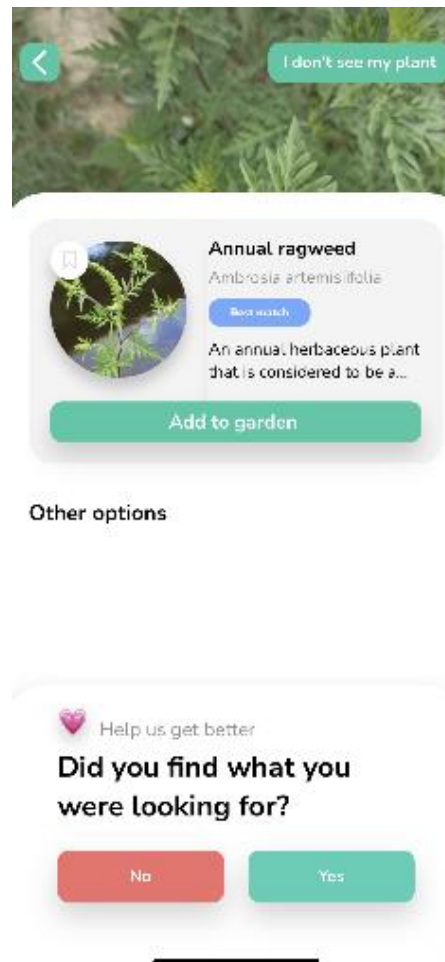 I don't see my plant
Annual ragweed
Ambrosia artemisiifolia
Best match
An annual herbaceous plant
that is considered to be a...
Add to garden
Other options
Help us get better
Did you find what you
were looking for?
No
Yes